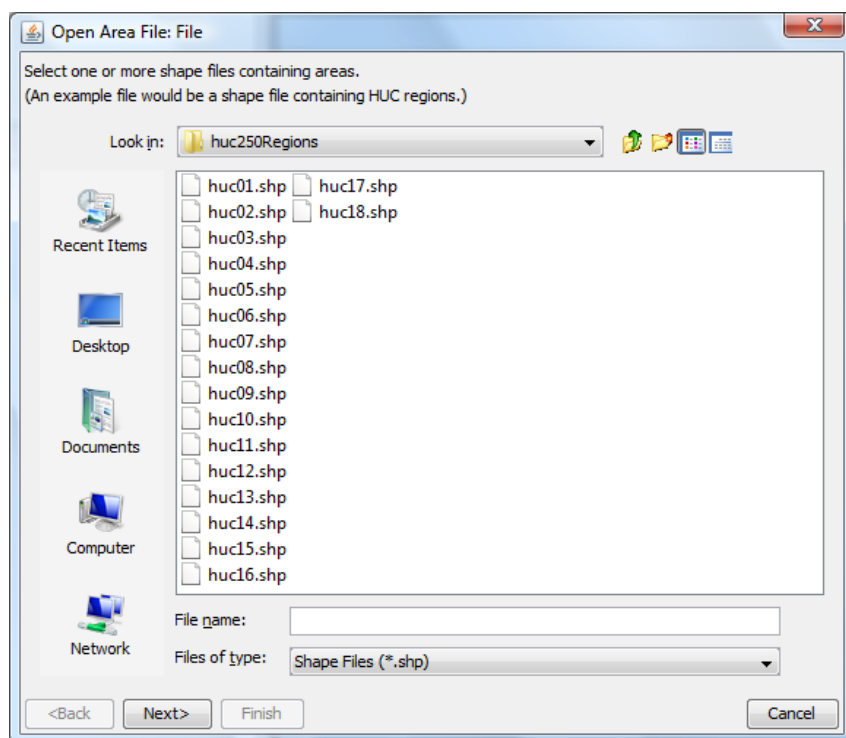 Open Area File: File
Select one or more shape files containing areas.
(An example file would be a shape file containing HUC regions.)
Look in: huc250Regions
Recent Items
Desktop
Documents
Computer
Network
huc01.shp huc17.shp
huc02.shp huc18.shp
huc03.shp
huc04.shp
huc05.shp
huc06.shp
huc07.shp
huc08.shp
huc09.shp
huc10.shp
huc11.shp
huc12.shp
huc13.shp
huc14.shp
huc15.shp
huc16.shp
File name:
Files of type: Shape Files (*.shp)
<Back Next> Finish Cancel